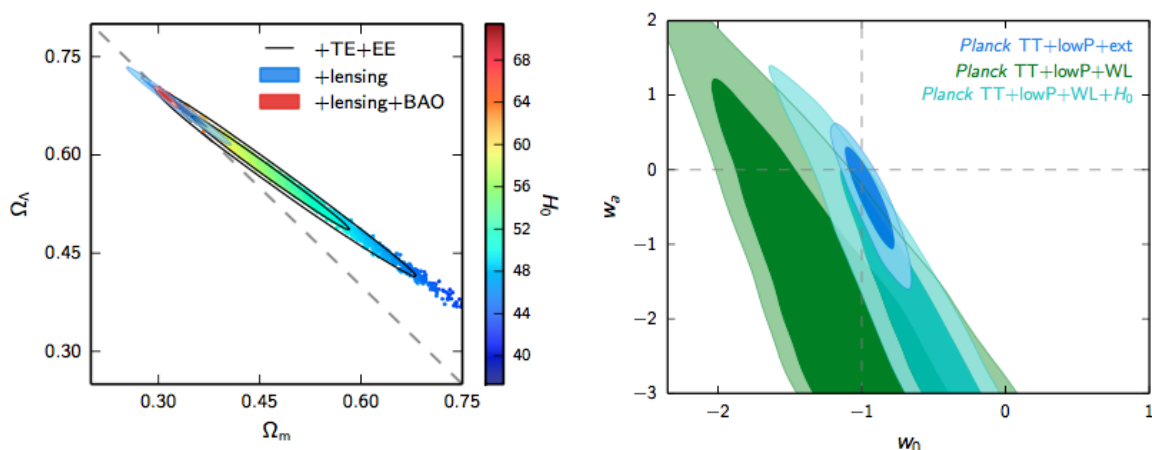 +TE+EE
+lensing
+lensing+BAO
0.75
0.60
0.45
0.30
Ω_Λ
0.30 0.45 0.60 0.75
Ω_m
68
64
60
56
52
48
44
40
H_0
Planck TT+lowP+ext
Planck TT+lowP+WL
Planck TT+lowP+WL+H_0
2
1
0
−1
−2
−3
w_a
−2 −1 0 1
w_0